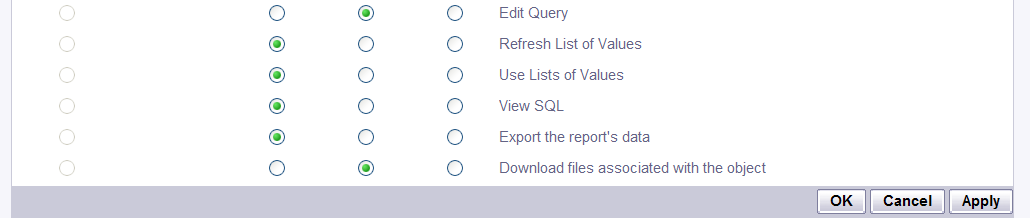 Edit Query
Refresh List of Values
Use Lists of Values
View SQL
Export the report's data
Download files associated with the object
OK Cancel Apply